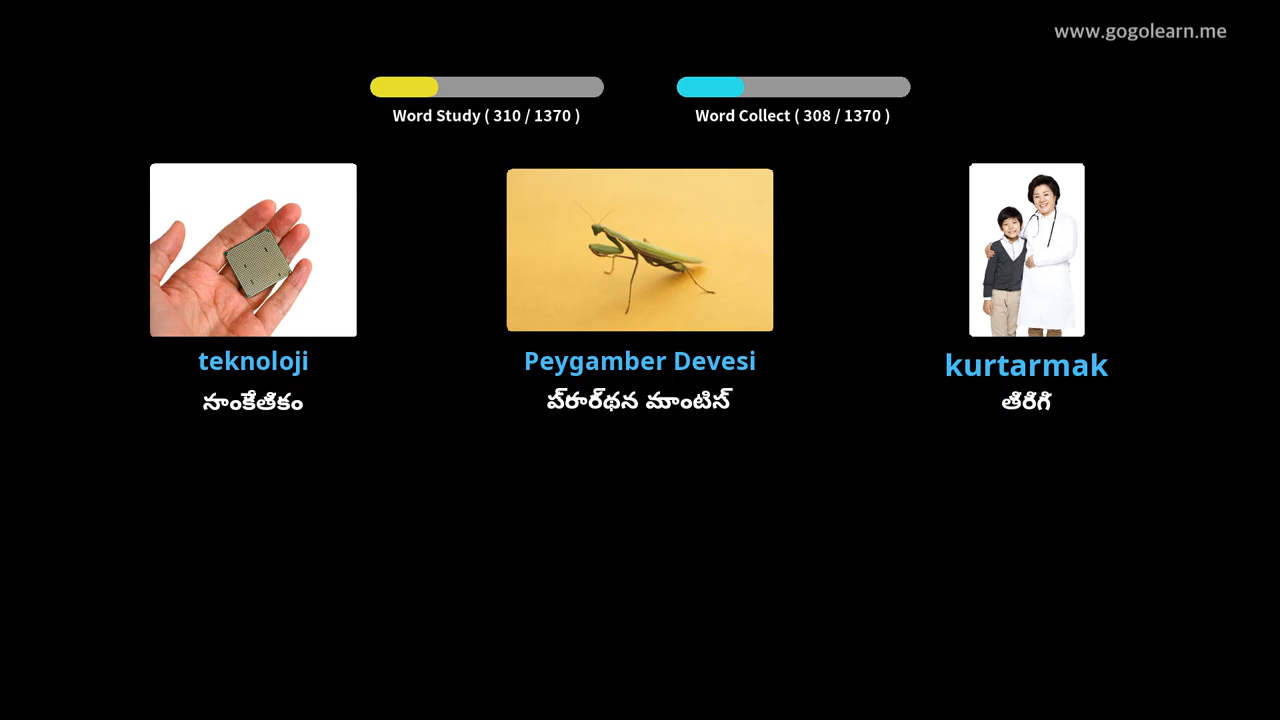 www.gogolearn.me
Word Study ( 310 / 1370 )
Word Collect ( 308 / 1370 )
teknoloji
Peygamber Devesi
kurtarmak
సాంకేతికం
ప్రార్థన మాంటిస్
తిరిగి